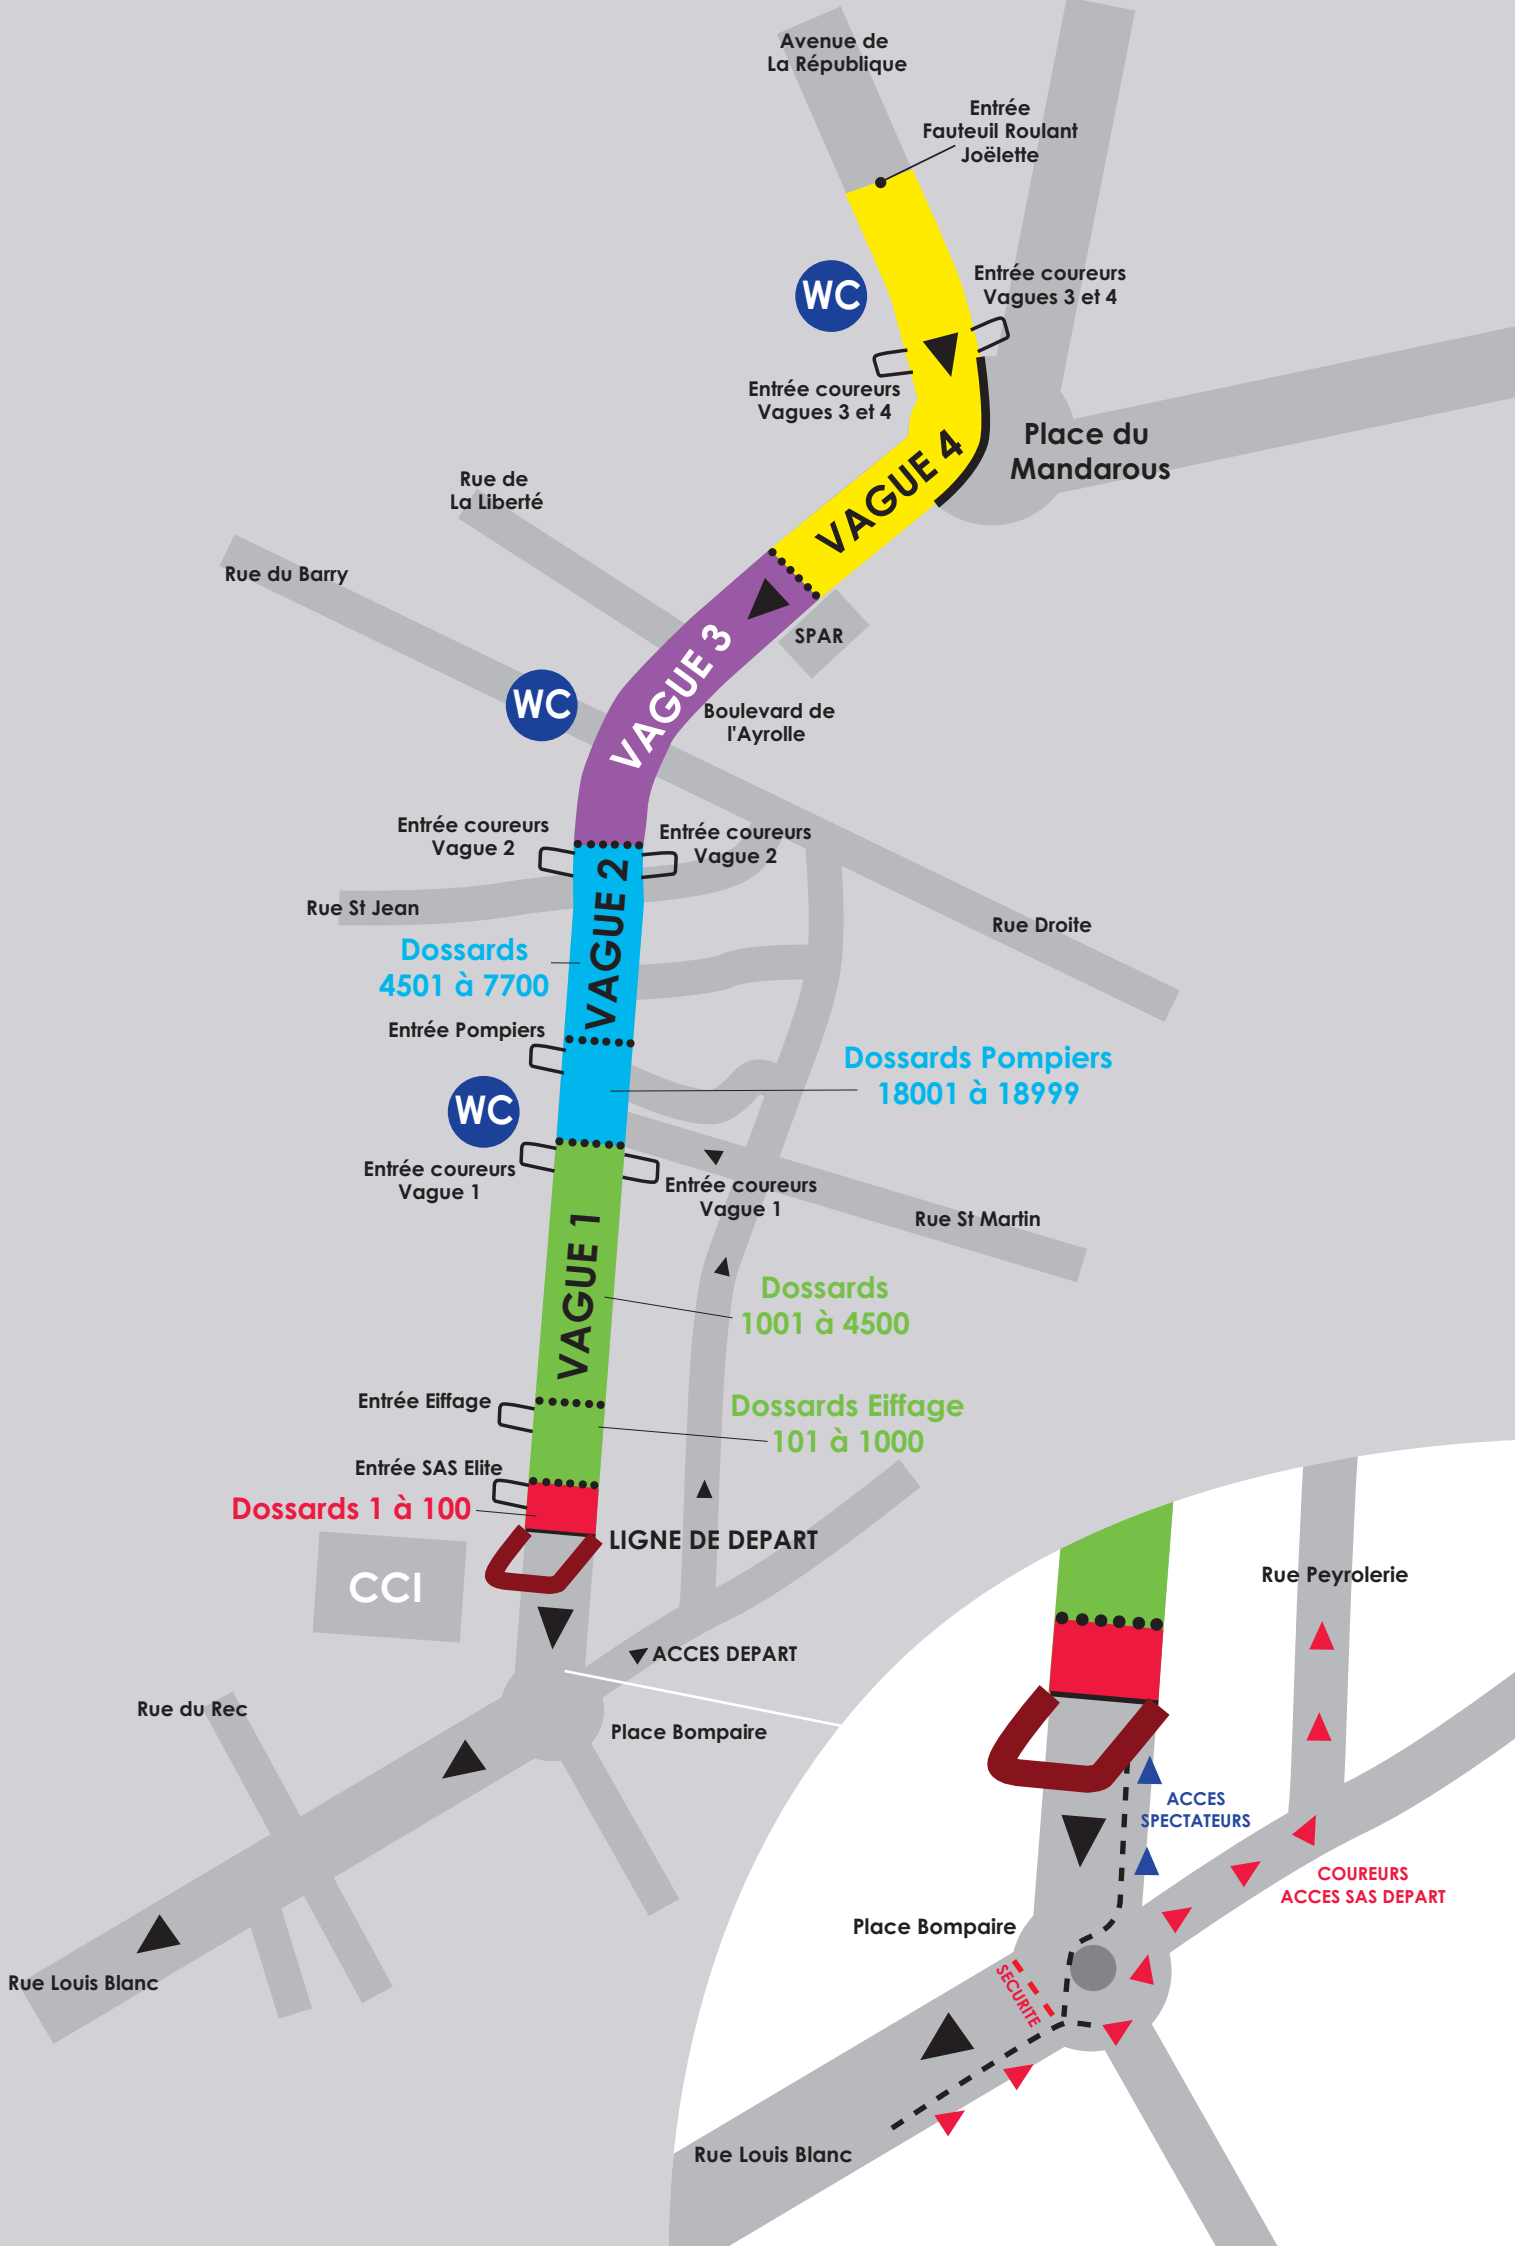 Avenue de
La République
Entrée
Fauteuil Roulant
Joëlette
WC
Entrée coureurs
Vagues 3 et 4
Entrée coureurs
Vagues 3 et 4
Place du
Mandarous
VAGUE 4
Rue de
La Liberté
Rue du Barry
SPAR
VAGUE 3
WC
Boulevard de
l'Ayrolle
Entrée coureurs
Vague 2
Entrée coureurs
Vague 2
Rue St Jean
VAGUE 2
Rue Droite
Dossards
4501 à 7700
Entrée Pompiers
Dossards Pompiers
18001 à 18999
WC
Entrée coureurs
Vague 1
Entrée coureurs
Vague 1
Rue St Martin
VAGUE 1
Dossards
1001 à 4500
Entrée Eiffage
Dossards Eiffage
101 à 1000
Entrée SAS Elite
Dossards 1 à 100
LIGNE DE DEPART
CCI
ACCES DEPART
Rue du Rec
Place Bompaire
Rue Louis Blanc
Rue Peyrolerie
ACCES
SPECTATEURS
COUREURS
ACCES SAS DEPART
Place Bompaire
SECURITE
Rue Louis Blanc